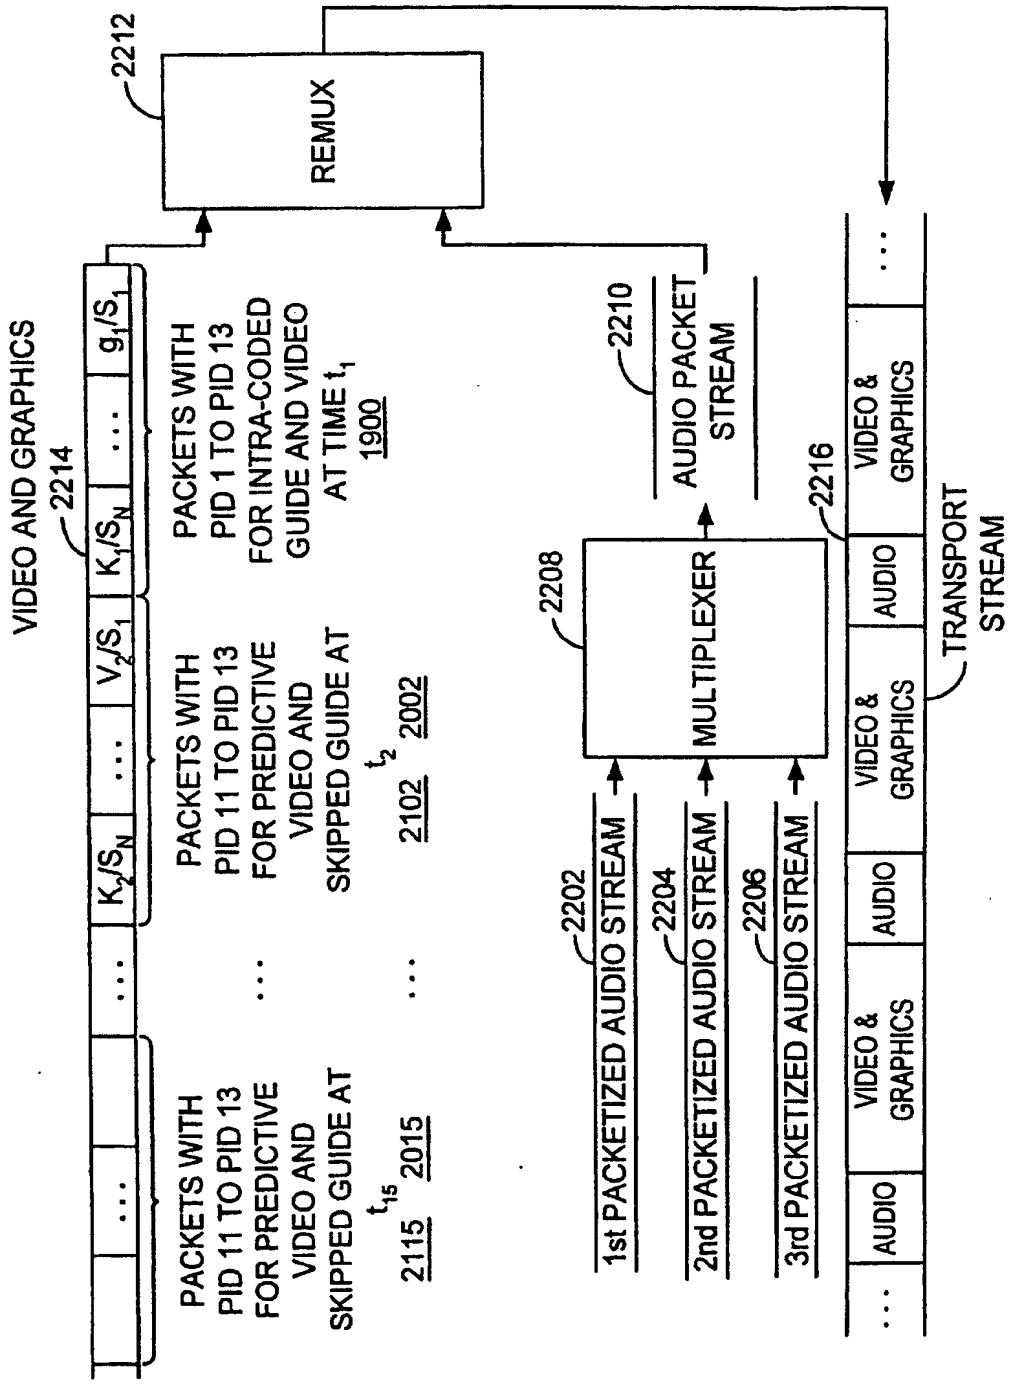 VIDEO AND GRAPHICS
2214
... K₂/S_N ... V₂/S₁ K₁/S_N ... g₁/S₁
...
PACKETS WITH
PID 11 TO PID 13
FOR PREDICTIVE
VIDEO AND
SKIPPED GUIDE AT
t₁₅
2115 2015
...
...
PACKETS WITH
PID 11 TO PID 13
FOR PREDICTIVE
VIDEO AND
SKIPPED GUIDE AT
t₂
2102 2002
PACKETS WITH
PID 1 TO PID 13
FOR INTRA-CODED
GUIDE AND VIDEO
AT TIME t₁
1900
2212
REMUX
2202
1st PACKETIZED AUDIO STREAM
2204
2nd PACKETIZED AUDIO STREAM
2206
3rd PACKETIZED AUDIO STREAM
2208
MULTIPLEXER
2210
AUDIO PACKET
STREAM
2216
... AUDIO
VIDEO &
GRAPHICS
AUDIO
VIDEO &
GRAPHICS
AUDIO
VIDEO &
GRAPHICS
...
TRANSPORT
STREAM